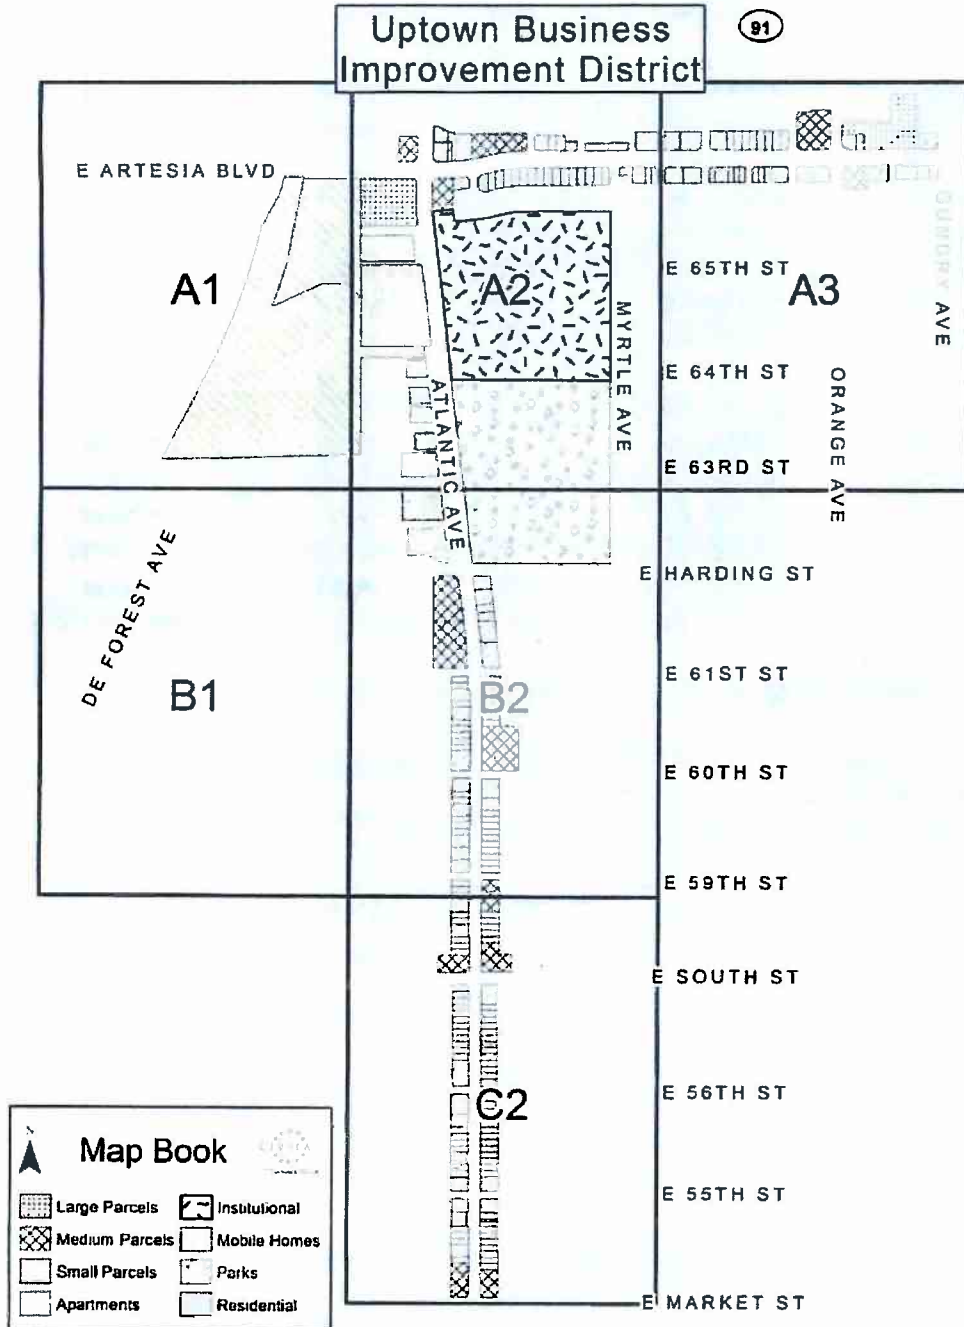 Uptown Business
Improvement District
91
E ARTESIA BLVD
A1
A2
A3
E 65TH ST
GUNDRY AVE
MYRTLE AVE
E 64TH ST
ORANGE AVE
ATLANTIC AVE
E 63RD ST
DE FOREST AVE
E HARDING ST
B1
B2
E 61ST ST
E 60TH ST
E 59TH ST
E SOUTH ST
C2
E 56TH ST
E 55TH ST
E MARKET ST
N
Map Book
Large Parcels
Institutional
Medium Parcels
Mobile Homes
Small Parcels
Parks
Apartments
Residential